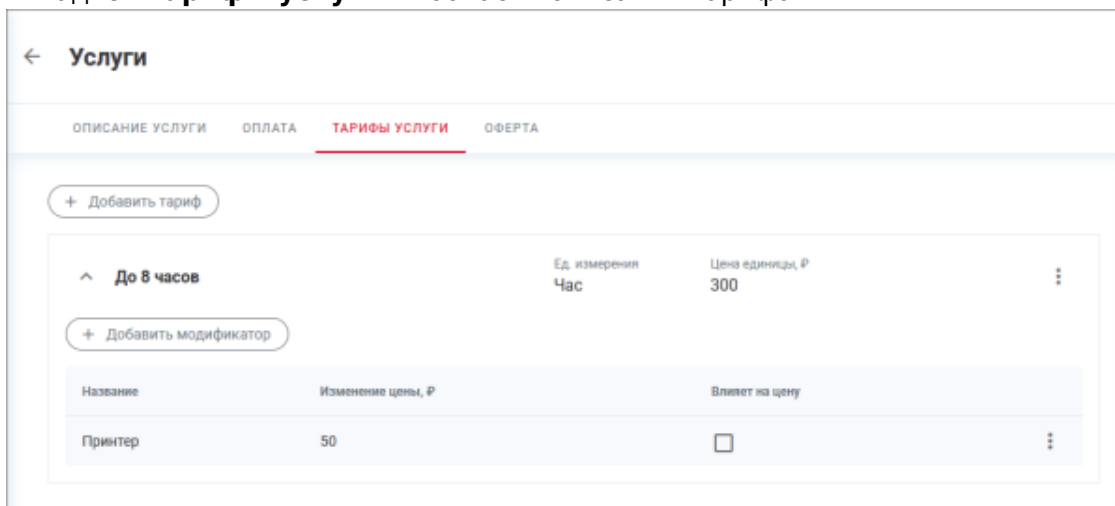 Услуги
ОПИСАНИЕ УСЛУГИ ОПЛАТА ТАРИФЫ УСЛУГИ ОФЕРТА
+ Добавить тариф
До 8 часов Ед. измерения Час Цена единицы, ₽ 300
+ Добавить модификатор
Название Изменение цены, ₽ Влияет на цену
Принтер 50